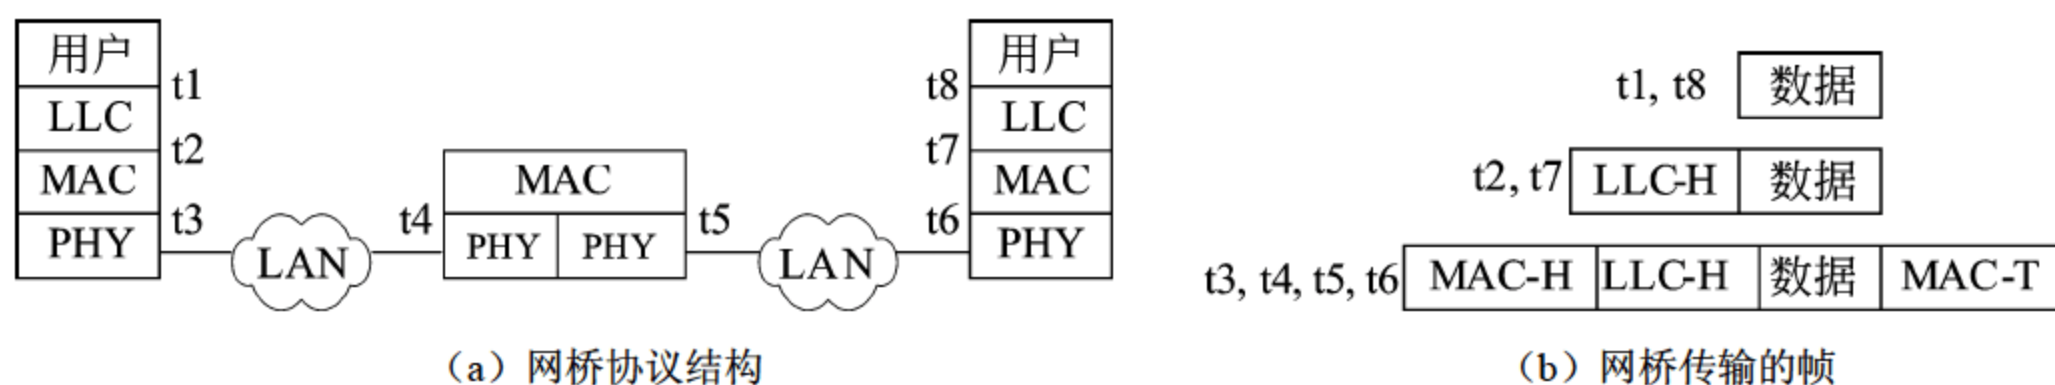 用户
LLC
MAC
PHY
t1
t2
t3
LAN
t4
MAC
PHY PHY
t5
LAN
t8
t7
t6
用户
LLC
MAC
PHY
(a)网桥协议结构
t1, t8 数据
t2, t7 LLC-H 数据
t3, t4, t5, t6 MAC-H LLC-H 数据 MAC-T
(b)网桥传输的帧